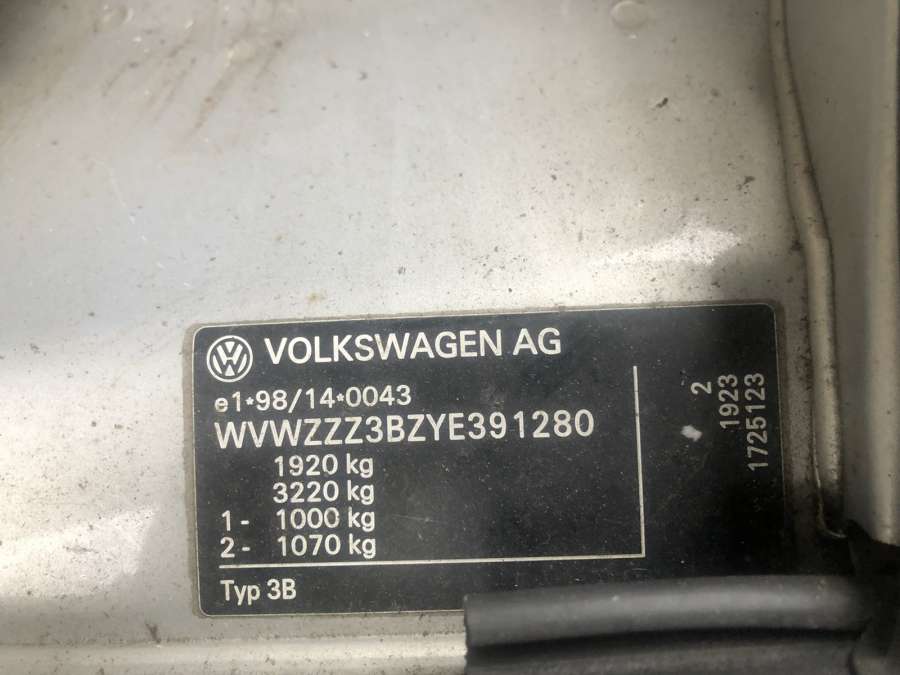 VOLKSWAGEN AG
e1*98/14*0043
WVWZZZ3BZYE391280
1920 kg
3220 kg
1- 1000 kg
2- 1070 kg
Typ 3B
2
1923
1725123